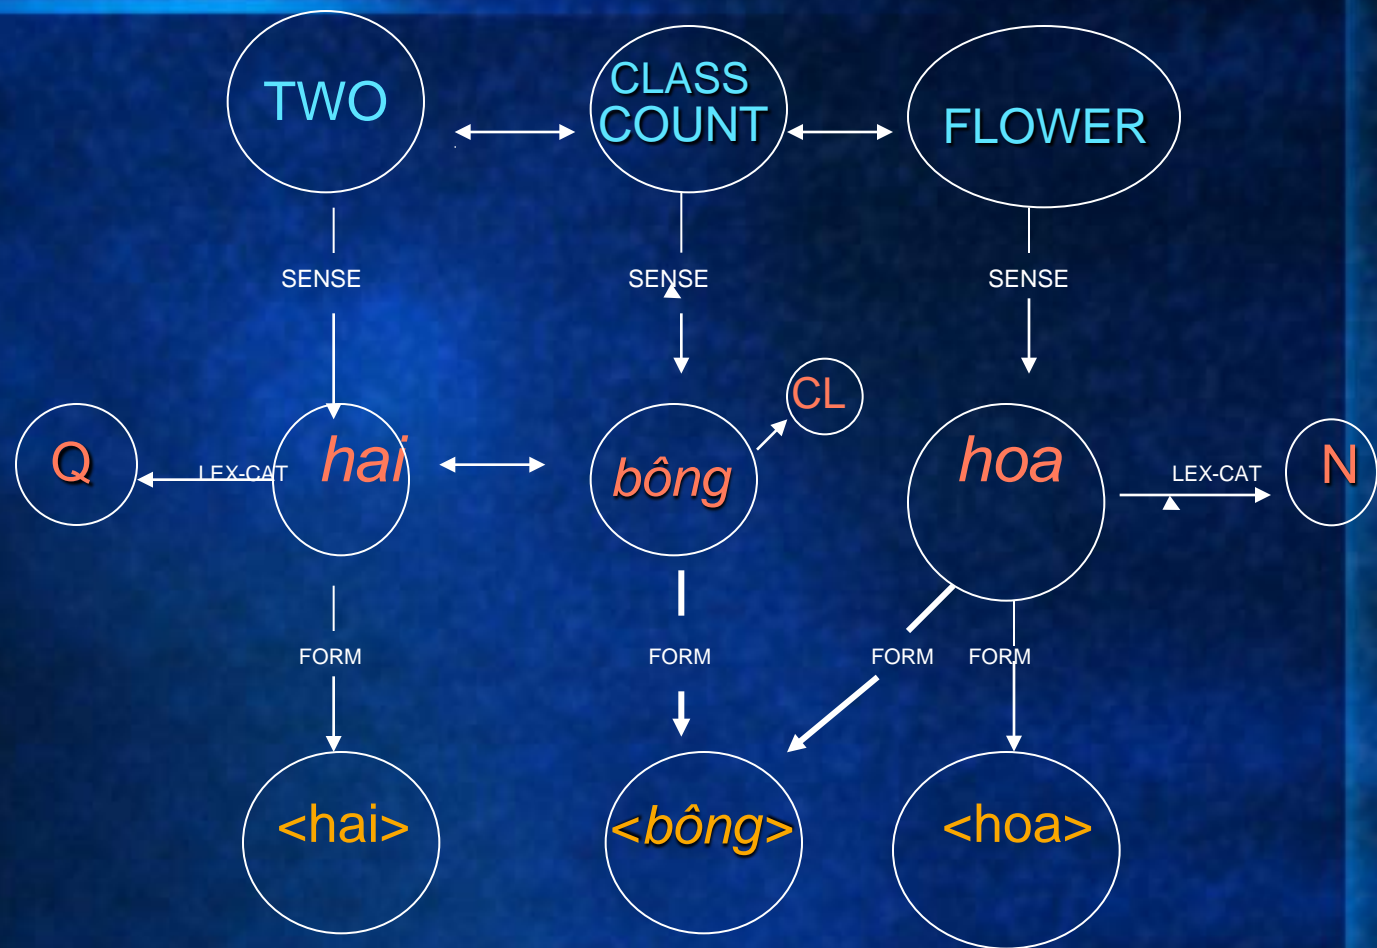 TWO
CLASS
COUNT
FLOWER
SENSE
SENSE
SENSE
Q
LEX-CAT
hai
bông
CL
hoa
LEX-CAT
N
FORM
FORM
FORM
FORM
<hai>
<bông>
<hoa>